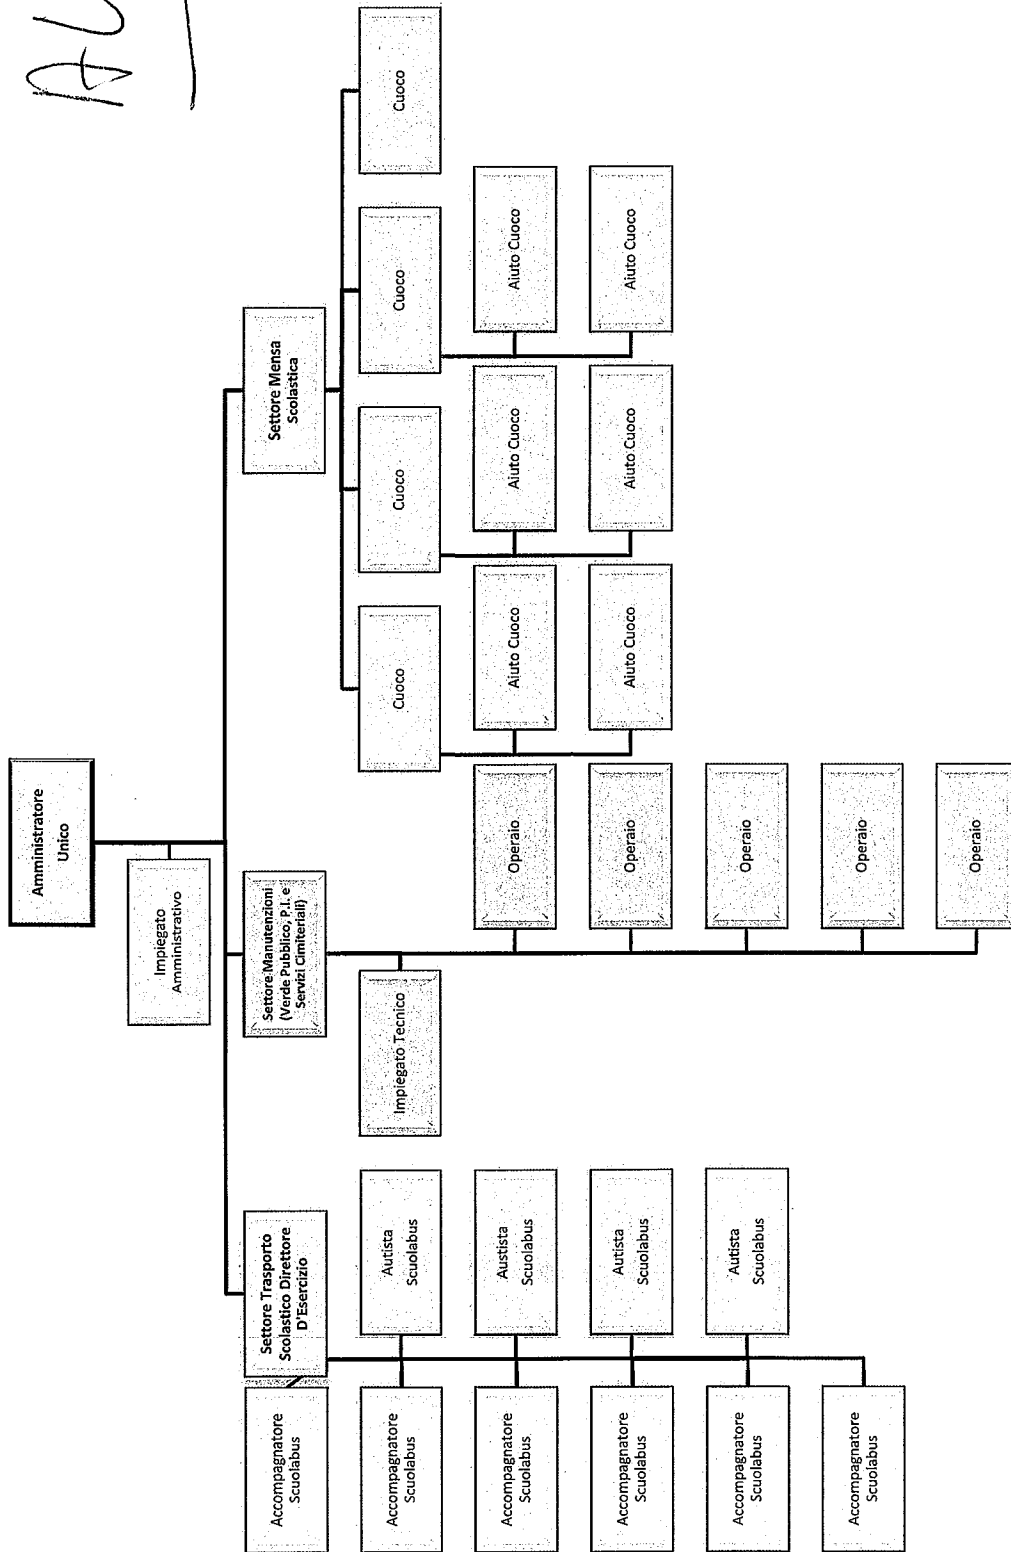 Amministratore
Unico
Impiegato
Amministrativo
Settore Trasporto
Scolastico Direttore
D'Esercizio
Settore Manutenzioni
(Verde Pubblico, P.I. e
Servizi Cimiteriali)
Settore Mensa
Scolastica
Accompagnatore
Scuolabus
Accompagnatore
Scuolabus
Autista
Scuolabus
Accompagnatore
Scuolabus
Austista
Scuolabus
Accompagnatore
Scuolabus
Autista
Scuolabus
Accompagnatore
Scuolabus
Autista
Scuolabus
Accompagnatore
Scuolabus
Impiegato Tecnico
Operaio
Operaio
Operaio
Operaio
Operaio
Cuoco
Aiuto Cuoco
Aiuto Cuoco
Cuoco
Aiuto Cuoco
Aiuto Cuoco
Cuoco
Aiuto Cuoco
Aiuto Cuoco
Cuoco